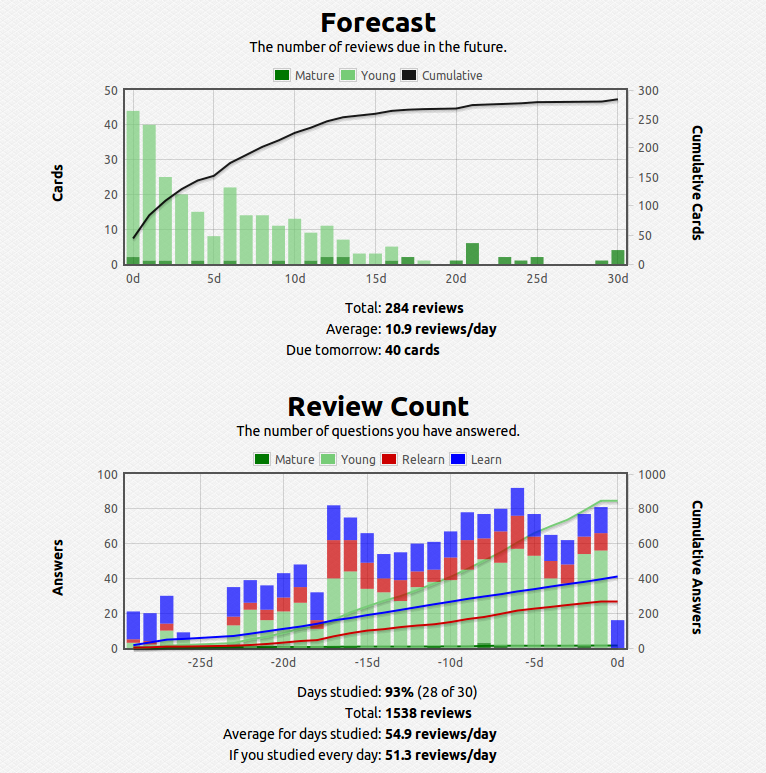 Forecast
The number of reviews due in the future.
Mature Young Cumulative
50 300
40 250
30 200
20 150
10 100
0 50
0
Cards
Cumulative Cards
0d 5d 10d 15d 20d 25d 30d
Total: 284 reviews
Average: 10.9 reviews/day
Due tomorrow: 40 cards
Review Count
The number of questions you have answered.
Mature Young Relearn Learn
100 1000
80 800
60 600
40 400
20 200
0 0
Answers
Cumulative Answers
-25d -20d -15d -10d -5d 0d
Days studied: 93% (28 of 30)
Total: 1538 reviews
Average for days studied: 54.9 reviews/day
If you studied every day: 51.3 reviews/day